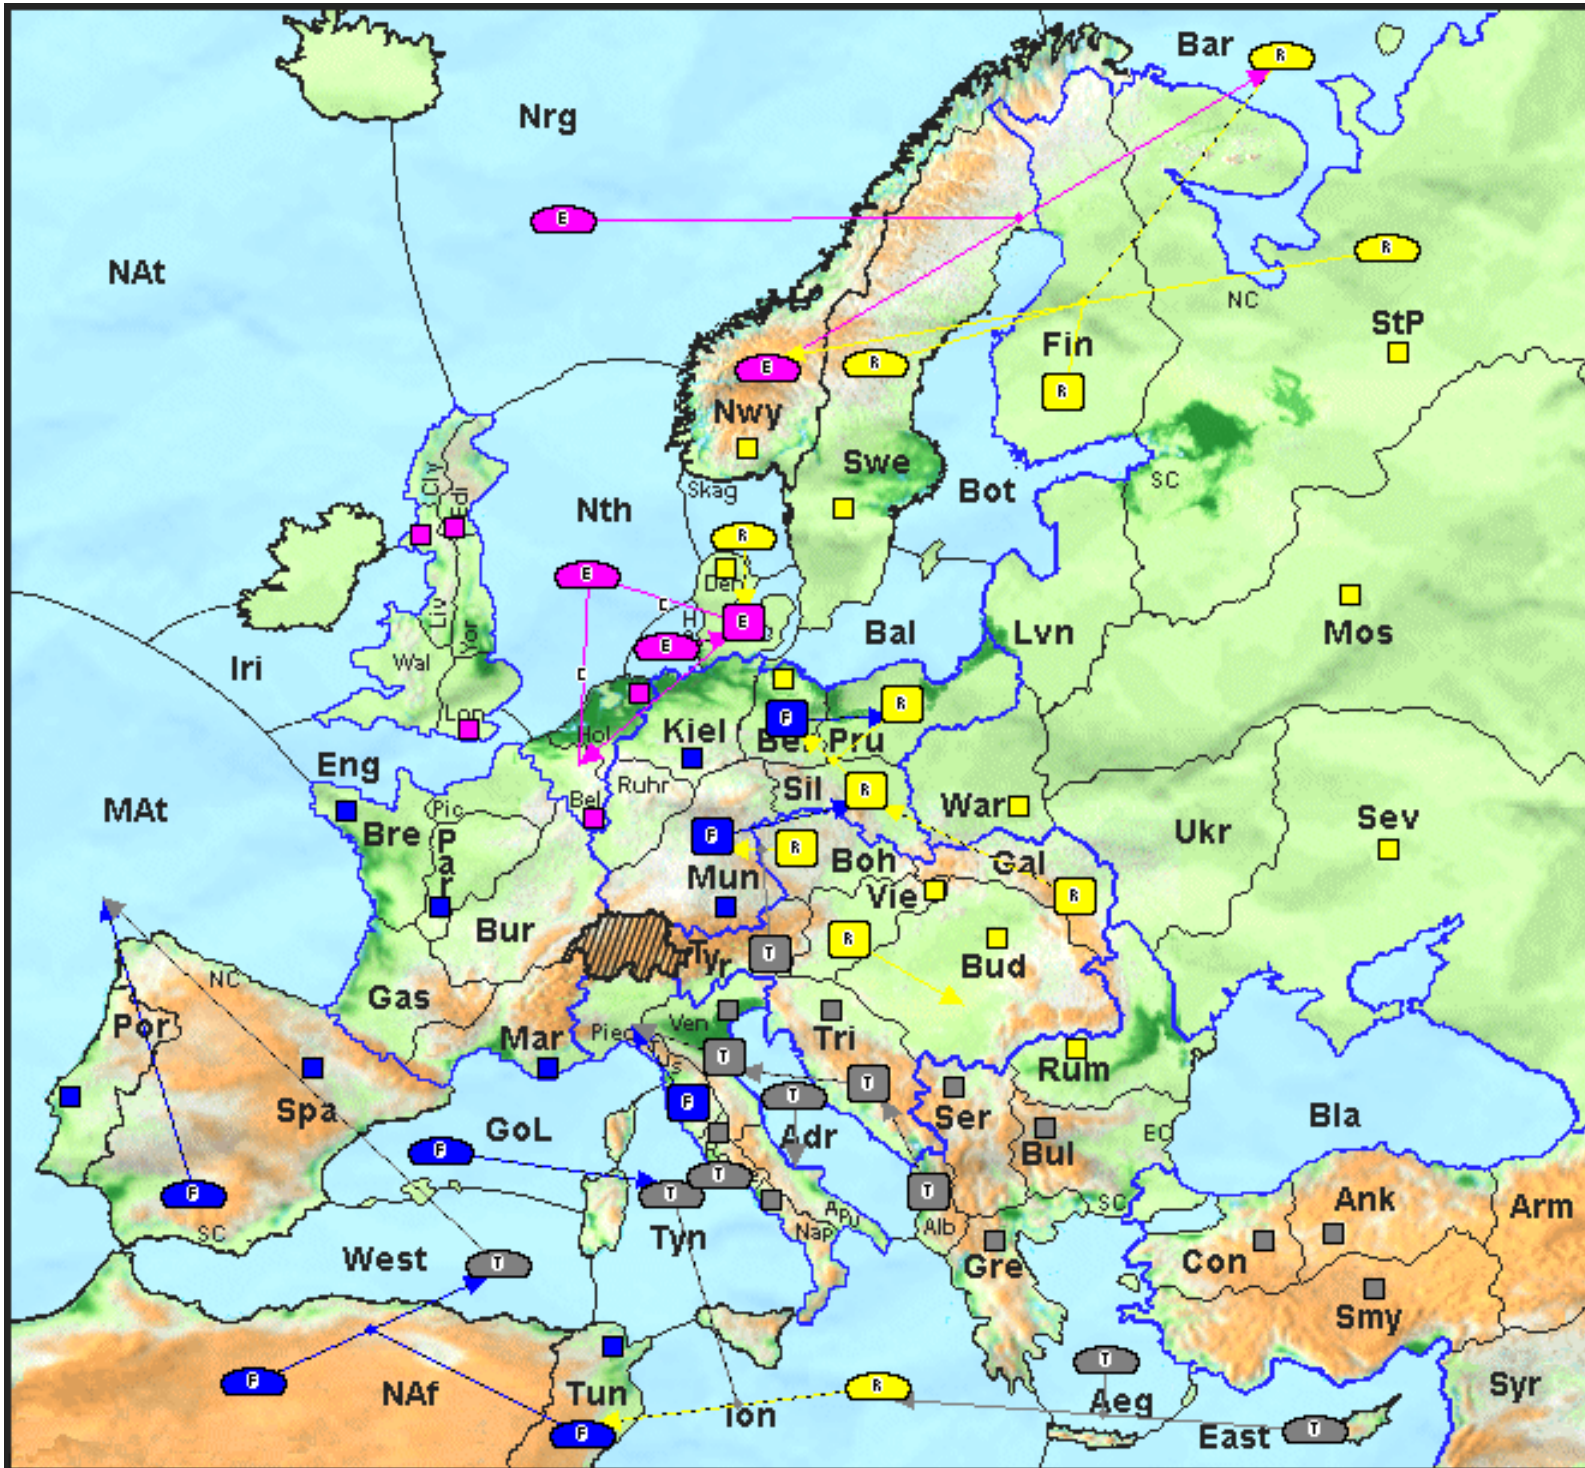 Bar
R
Nrg
E
R
NAt
NC
StP
Fin
E
R
R
Nwy
Swe
Cly
Edi
Skag
Bot
SC
Nth
R
Den
E
C
H
E
Liv
Yor
Bal
Lvn
Mos
E
Iri
Wal
C
R
Lon
Hol
Kiel
F
Ber
Pru
Eng
Ruhr
Sil
R
MAt
Pic
Bel
War
Ukr
Sev
Bre
Par
F
R
Boh
Gal
Mun
Vie
R
Bur
R
Tyr
T
Bud
NC
Gas
Por
Mar
Pie
Ven
Tri
T
Tus
T
Rum
Spa
F
T
Ser
GoL
Adr
Bla
F
Bul
EC
T
F
T
T
Ank
SC
Apu
Alb
SC
Arm
Tyn
Nap
West
T
Gre
Con
Smy
T
F
NAf
Tun
R
Aeg
Syr
Ion
F
T
East